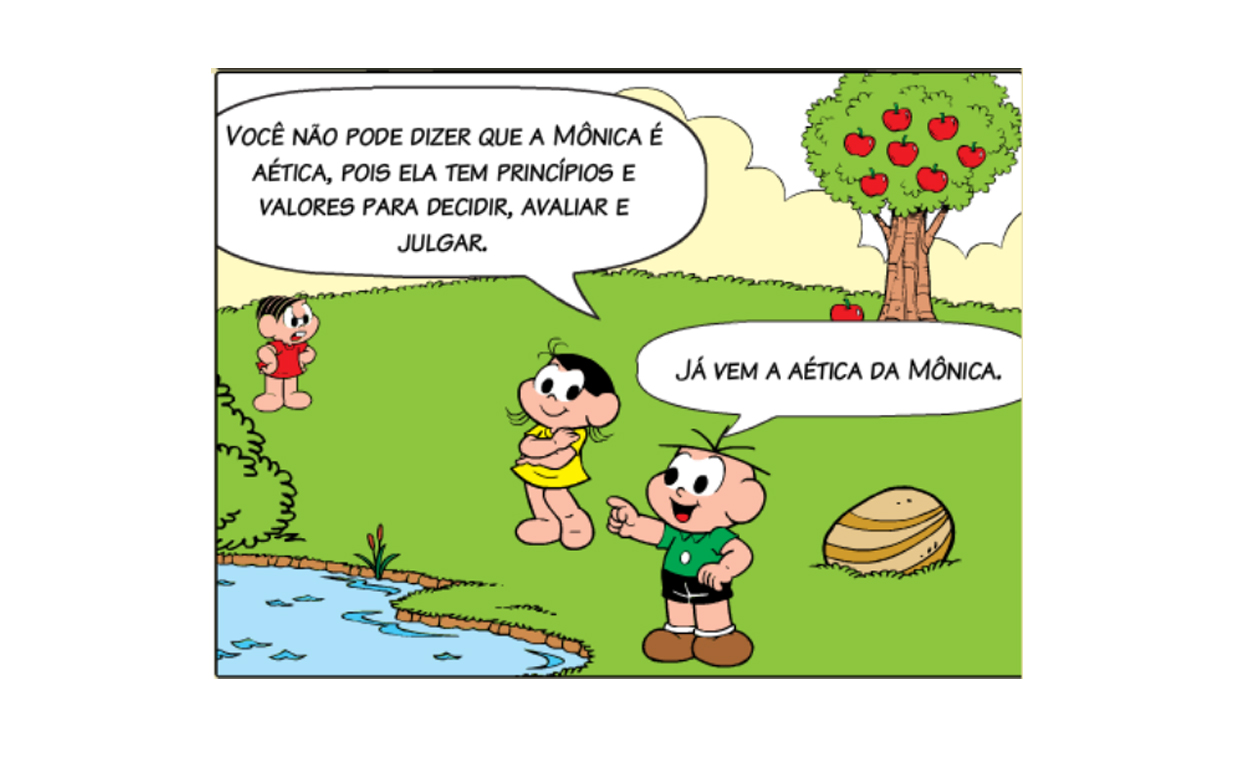 VOCÊ NÃO PODE DIZER QUE A MÔNICA É
AÉTICA, POIS ELA TEM PRINCÍPIOS E
VALORES PARA DECIDIR, AVALIAR E
JULGAR.
JÁ VEM A AÉTICA DA MÔNICA.